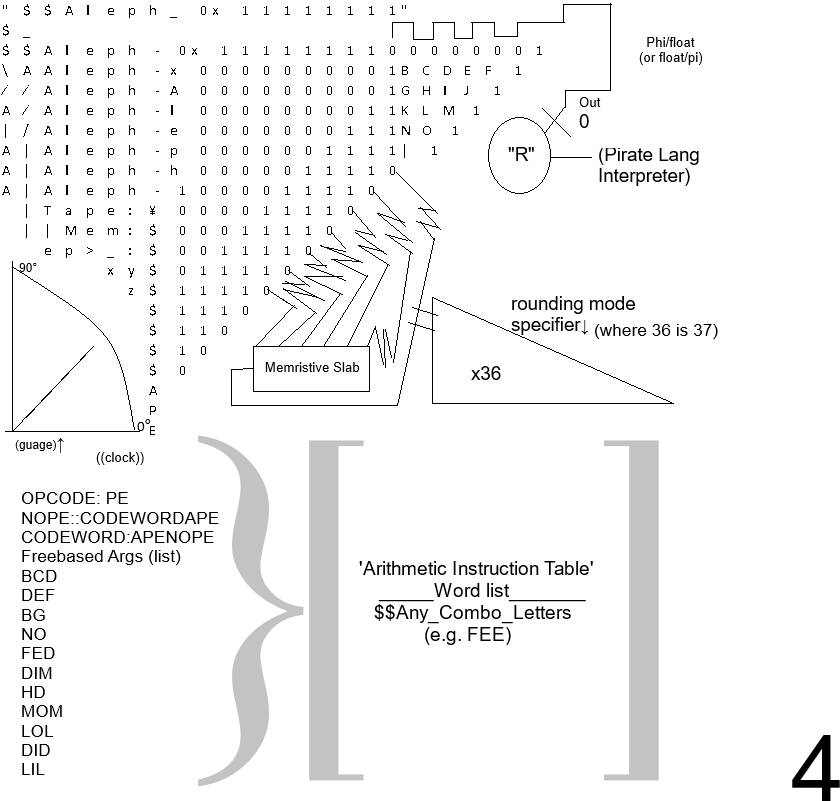 " $ $ A l e p h _ 0 x 1 1 1 1 1 1 1 1 "
$ _
$ $ A l e p h - 0 x 1 1 1 1 1 1 1 1 0 0 0 0 0 0 0 1
\ A A l e p h - x 0 0 0 0 0 0 0 0 0 1 B C D E F 1
/ / A l e p h - A 0 0 0 0 0 0 0 0 0 1 G H I J 1
A / A l e p h - l 0 0 0 0 0 0 0 0 1 1 K L M 1
| / A l e p h - e 0 0 0 0 0 0 0 1 1 1 N O 1
A | A l e p h - p 0 0 0 0 0 0 1 1 1 1 | 1
A | A l e p h - h 0 0 0 0 0 1 1 1 1 0
A | A l e p h - 1 0 0 0 0 1 1 1 1 0
| T a p e : ¥ 0 0 0 0 1 1 1 1 0
| | M e m : $ 0 0 0 1 1 1 1 0
e p > _ : $ 0 0 1 1 1 1 0
x y $ 0 1 1 1 1 0
z $ 1 1 1 1 0
$ 1 1 1 0
$ 1 1 0
$ 1 0
$ 0
A
P
E
Phi/float
(or float/pi)
Out
0
"R"
(Pirate Lang
Interpreter)
90°
0°
(guage)↑
((clock))
Memristive Slab
rounding mode
specifier↓ (where 36 is 37)
x36
OPCODE: PE
NOPE::CODEWORDAPE
CODEWORD:APENOPE
Freebased Args (list)
BCD
DEF
BG
NO
FED
DIM
HD
MOM
LOL
DID
LIL
}
[ ]
'Arithmetic Instruction Table'
_____Word list_______
$$Any_Combo_Letters
(e.g. FEE)
4